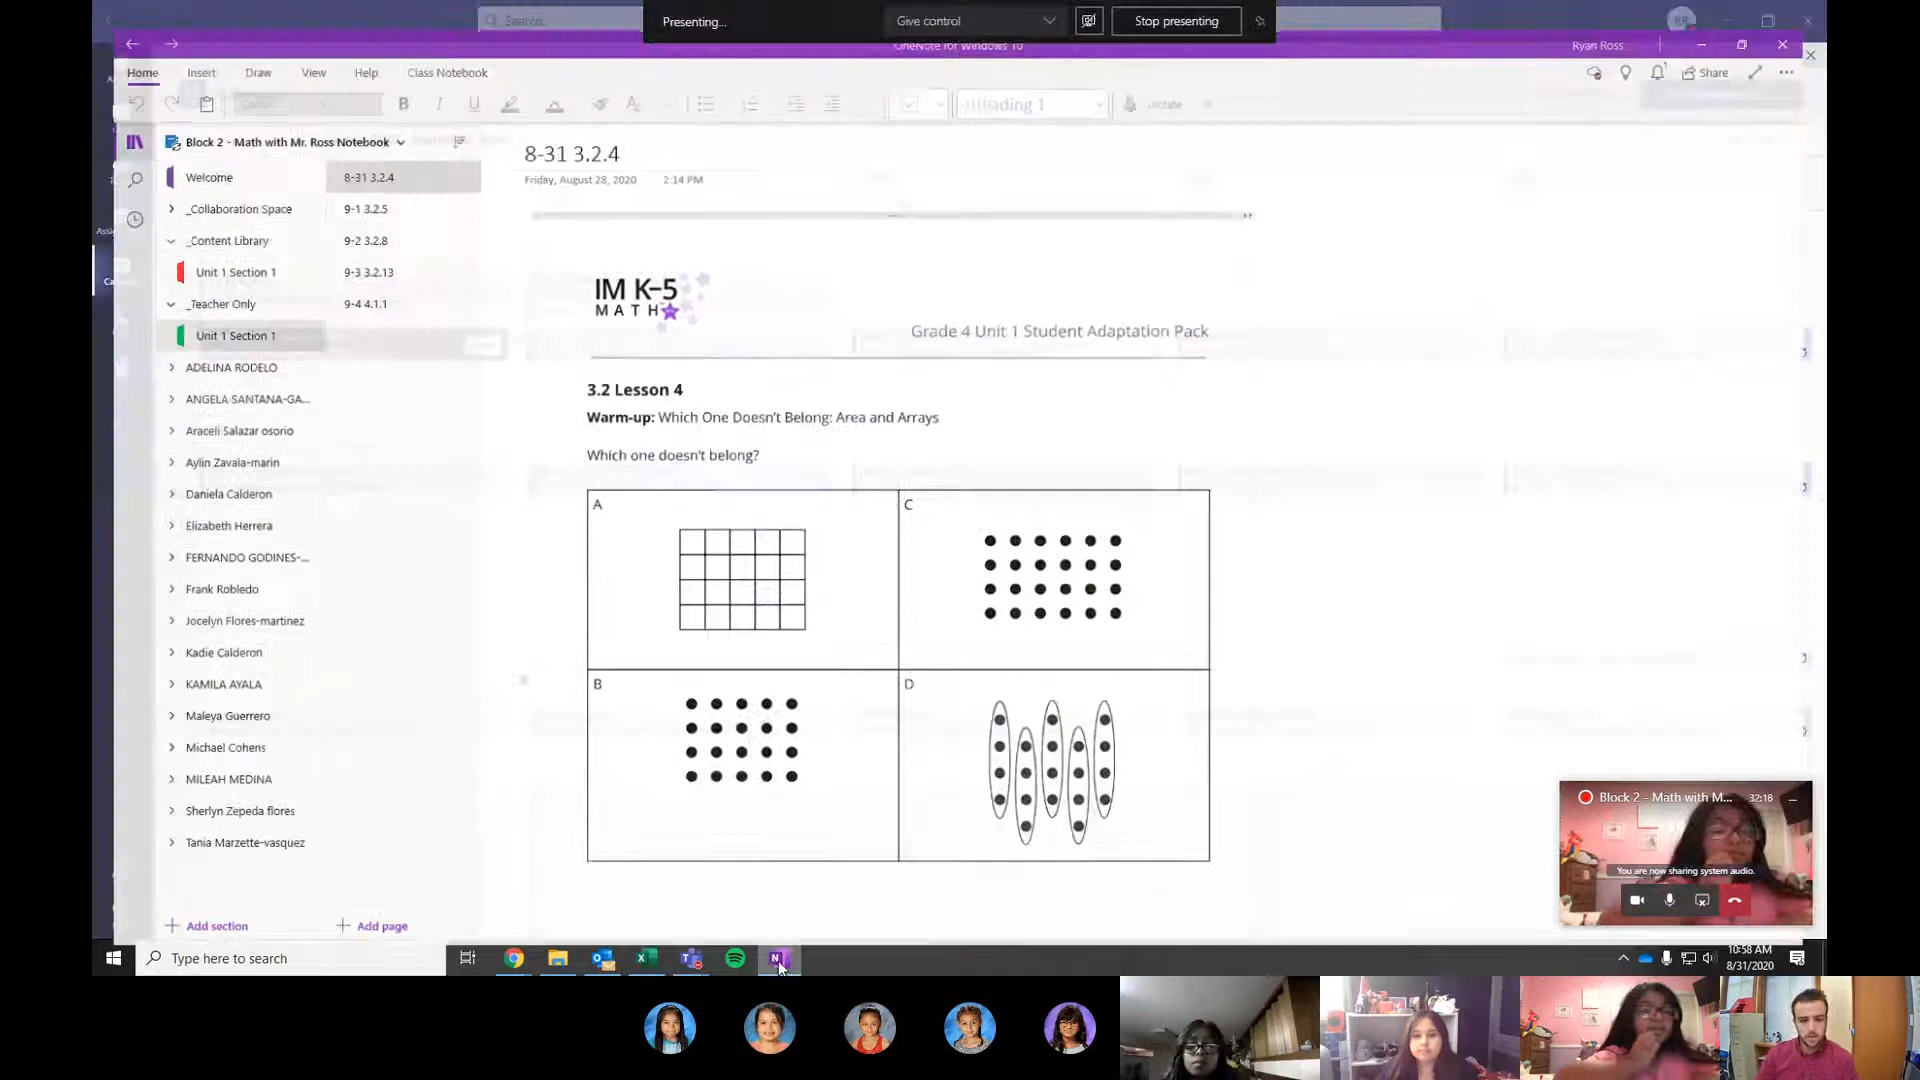 Search...
Presenting...
Give control
Stop presenting
RR
OneNote for Windows 10
Ryan Ross
Home
Insert
Draw
View
Help
Class Notebook
Share
B
I
U
Heading 1
Dictate
Block 2 - Math with Mr. Ross Notebook
Welcome
_Collaboration Space
_Content Library
Unit 1 Section 1
_Teacher Only
Unit 1 Section 1
ADELINA RODELO
ANGELA SANTANA-GA...
Araceli Salazar osorio
Aylin Zavala-marin
Daniela Calderon
Elizabeth Herrera
FERNANDO GODINES-...
Frank Robledo
Jocelyn Flores-martinez
Kadie Calderon
KAMILA AYALA
Maleya Guerrero
Michael Cohens
MILEAH MEDINA
Sherlyn Zepeda flores
Tania Marzette-vasquez
Add section
8-31 3.2.4
9-1 3.2.5
9-2 3.2.8
9-3 3.2.13
9-4 4.1.1
Add page
8-31 3.2.4
Friday, August 28, 2020 2:14 PM
IM K-5
MATH
Grade 4 Unit 1 Student Adaptation Pack
3.2 Lesson 4
Warm-up: Which One Doesn't Belong: Area and Arrays
Which one doesn't belong?
A
C
B
D
Block 2 - Math with M...
32:18
You are now sharing system audio.
Type here to search
10:58 AM
8/31/2020